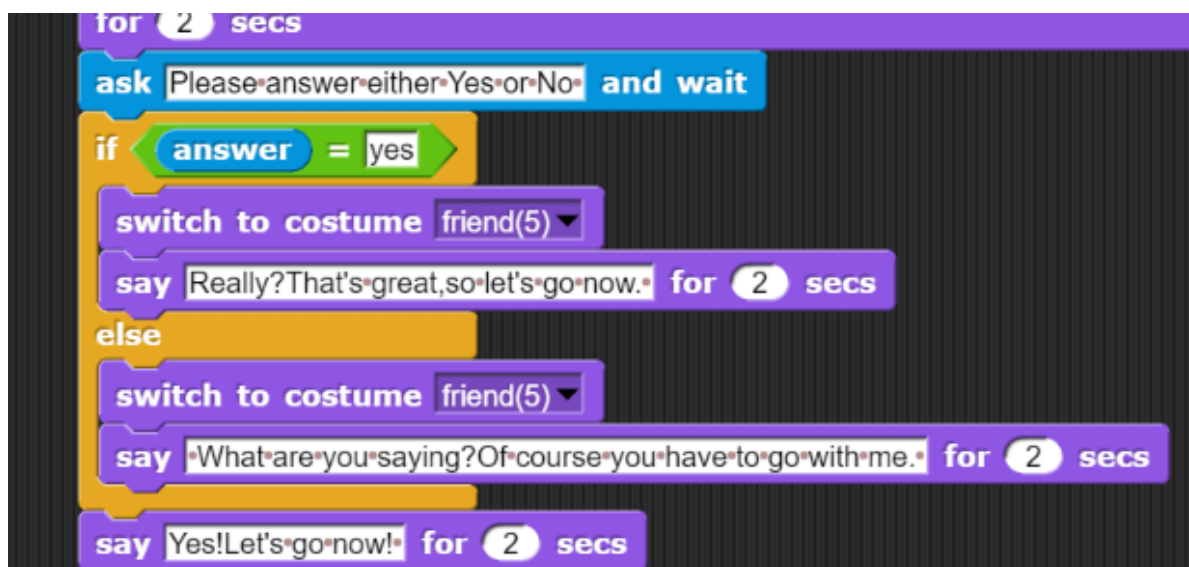 for 2 secs
ask Please answer either Yes or No and wait
if answer = yes
switch to costume friend(5)
say Really?That's great,so let's go now. for 2 secs
else
switch to costume friend(5)
say What are you saying?Of course you have to go with me. for 2 secs
say Yes!Let's go now! for 2 secs